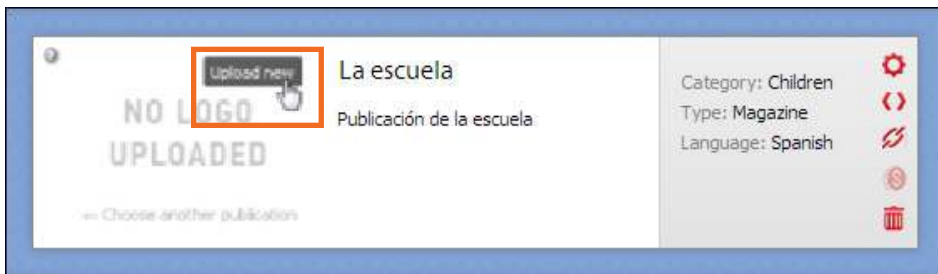 Upload new
NO LOGO
UPLOADED
← Choose another publication
La escuela
Publicación de la escuela
Category: Children
Type: Magazine
Language: Spanish